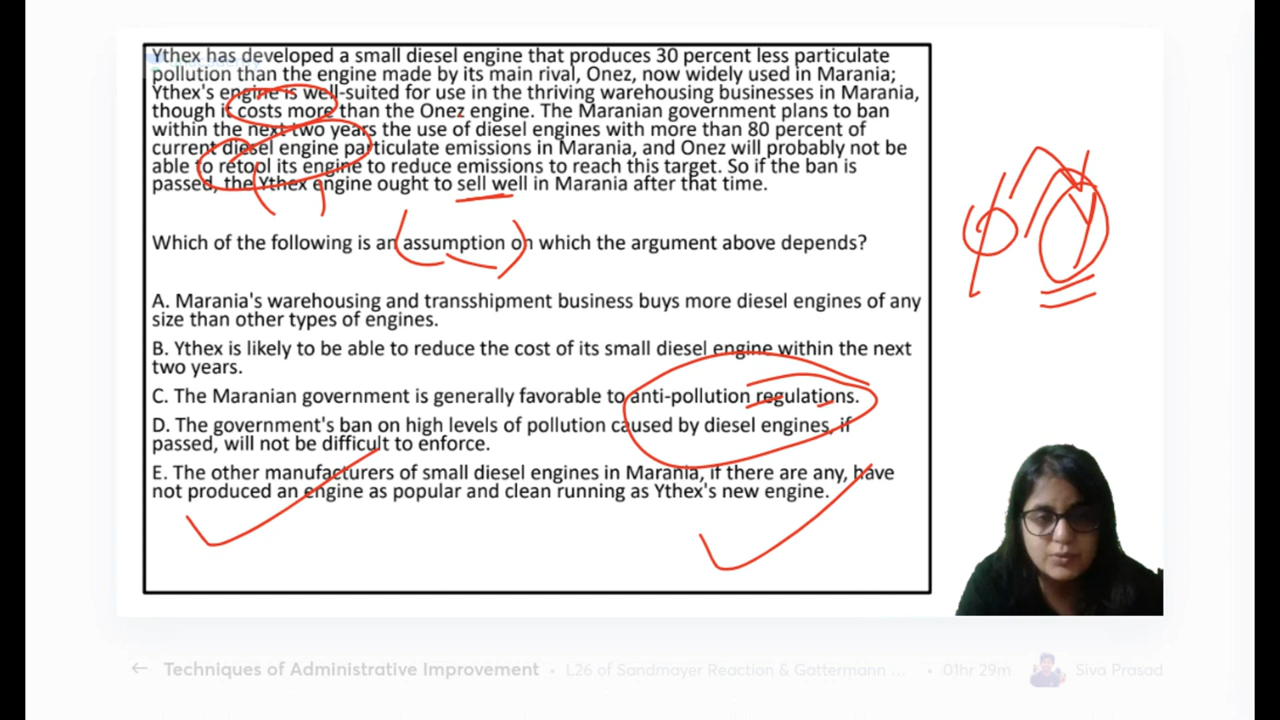 Ythex has developed a small diesel engine that produces 30 percent less particulate
pollution than the engine made by its main rival, Onez, now widely used in Marania;
Ythex's engine is well-suited for use in the thriving warehousing businesses in Marania,
though it costs more than the Onez engine. The Maranian government plans to ban
within the next two years the use of diesel engines with more than 80 percent of
current diesel engine particulate emissions in Marania, and Onez will probably not be
able to retool its engine to reduce emissions to reach this target. So if the ban is
passed, the Ythex engine ought to sell well in Marania after that time.
Which of the following is an assumption on which the argument above depends?
A. Marania's warehousing and transshipment business buys more diesel engines of any
size than other types of engines.
B. Ythex is likely to be able to reduce the cost of its small diesel engine within the next
two years.
C. The Maranian government is generally favorable to anti-pollution regulations.
D. The government's ban on high levels of pollution caused by diesel engines, if
passed, will not be difficult to enforce.
E. The other manufacturers of small diesel engines in Marania, if there are any, have
not produced an engine as popular and clean running as Ythex's new engine.
Y
← Techniques of Administrative Improvement • L26 of Sandmayer Reaction & Gattermann ... • 01hr 29m Siva Prasad